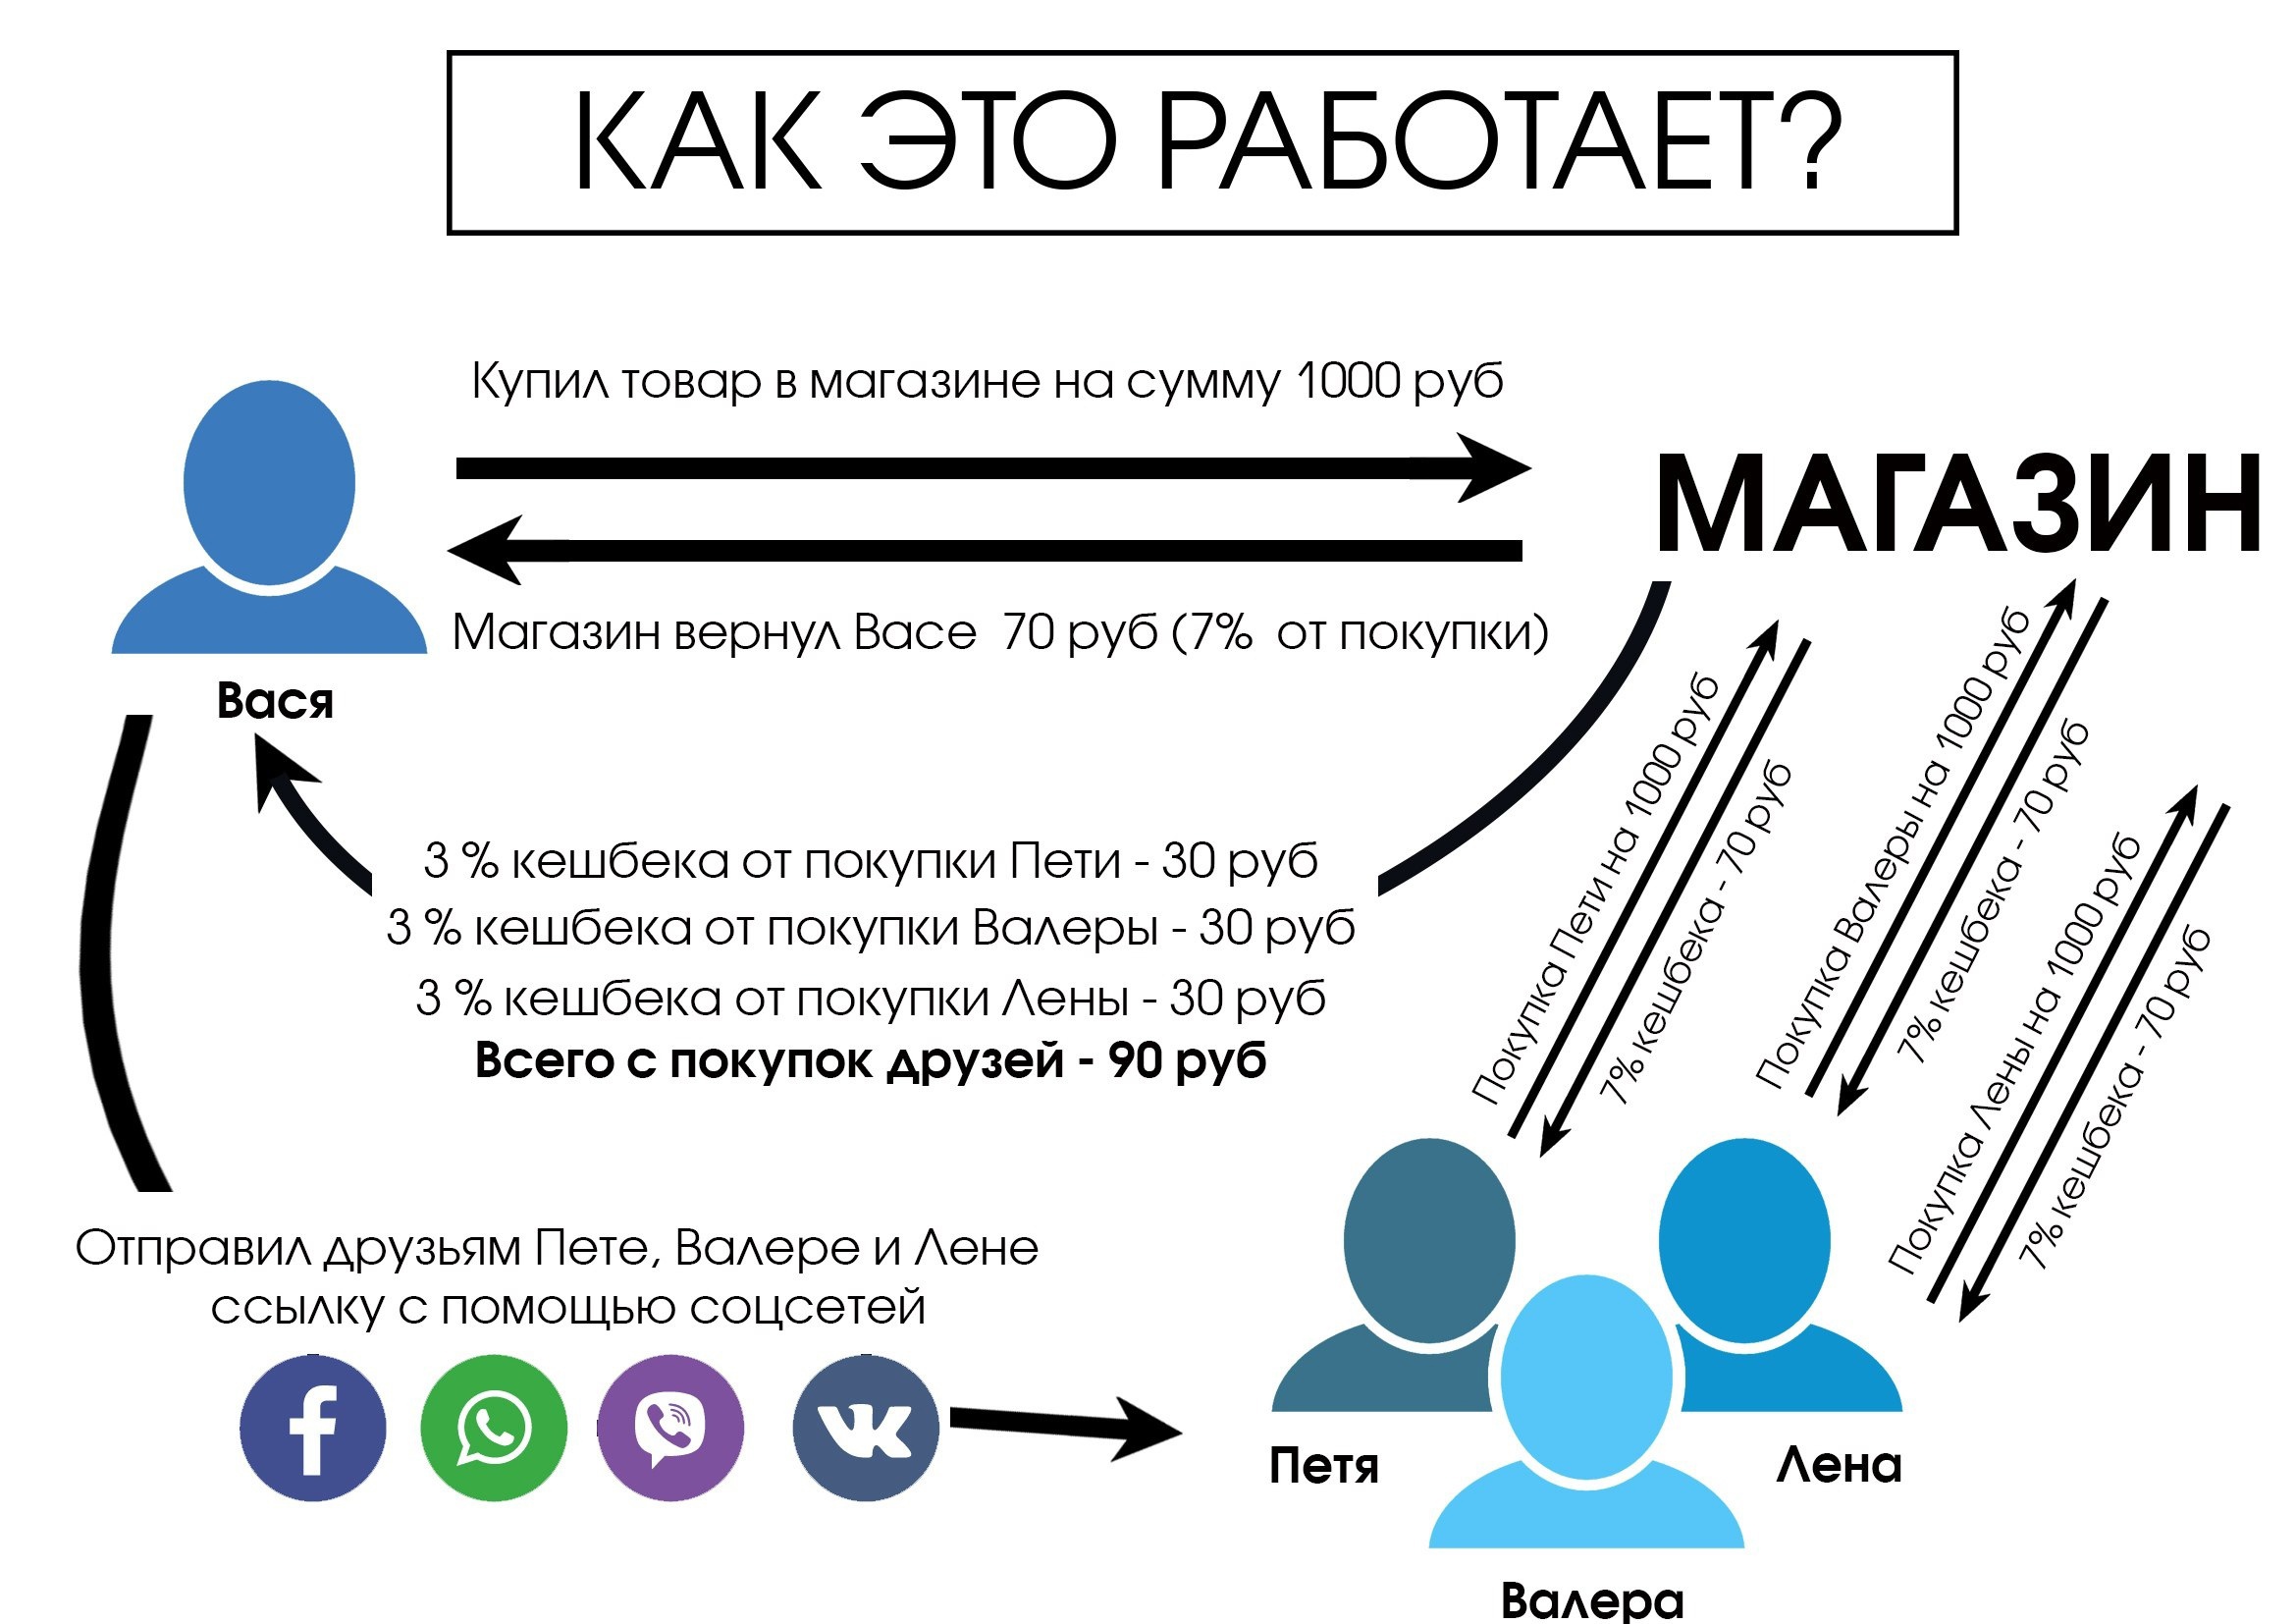 КАК ЭТО РАБОТАЕТ?
Купил товар в магазине на сумму 1000 руб
МАГАЗИН
Магазин вернул Васе 70 руб (7% от покупки)
Вася
3 % кешбека от покупки Пети - 30 руб
3 % кешбека от покупки Валеры - 30 руб
3 % кешбека от покупки Лены - 30 руб
Всего с покупок друзей - 90 руб
Покупка Пети на 1000 руб
7% кешбека - 70 руб
Покупка Валеры на 1000 руб
7% кешбека - 70 руб
Покупка Лены на 1000 руб
7% кешбека - 70 руб
Отправил друзьям Пете, Валере и Лене
ссылку с помощью соцсетей
Петя
Лена
Валера